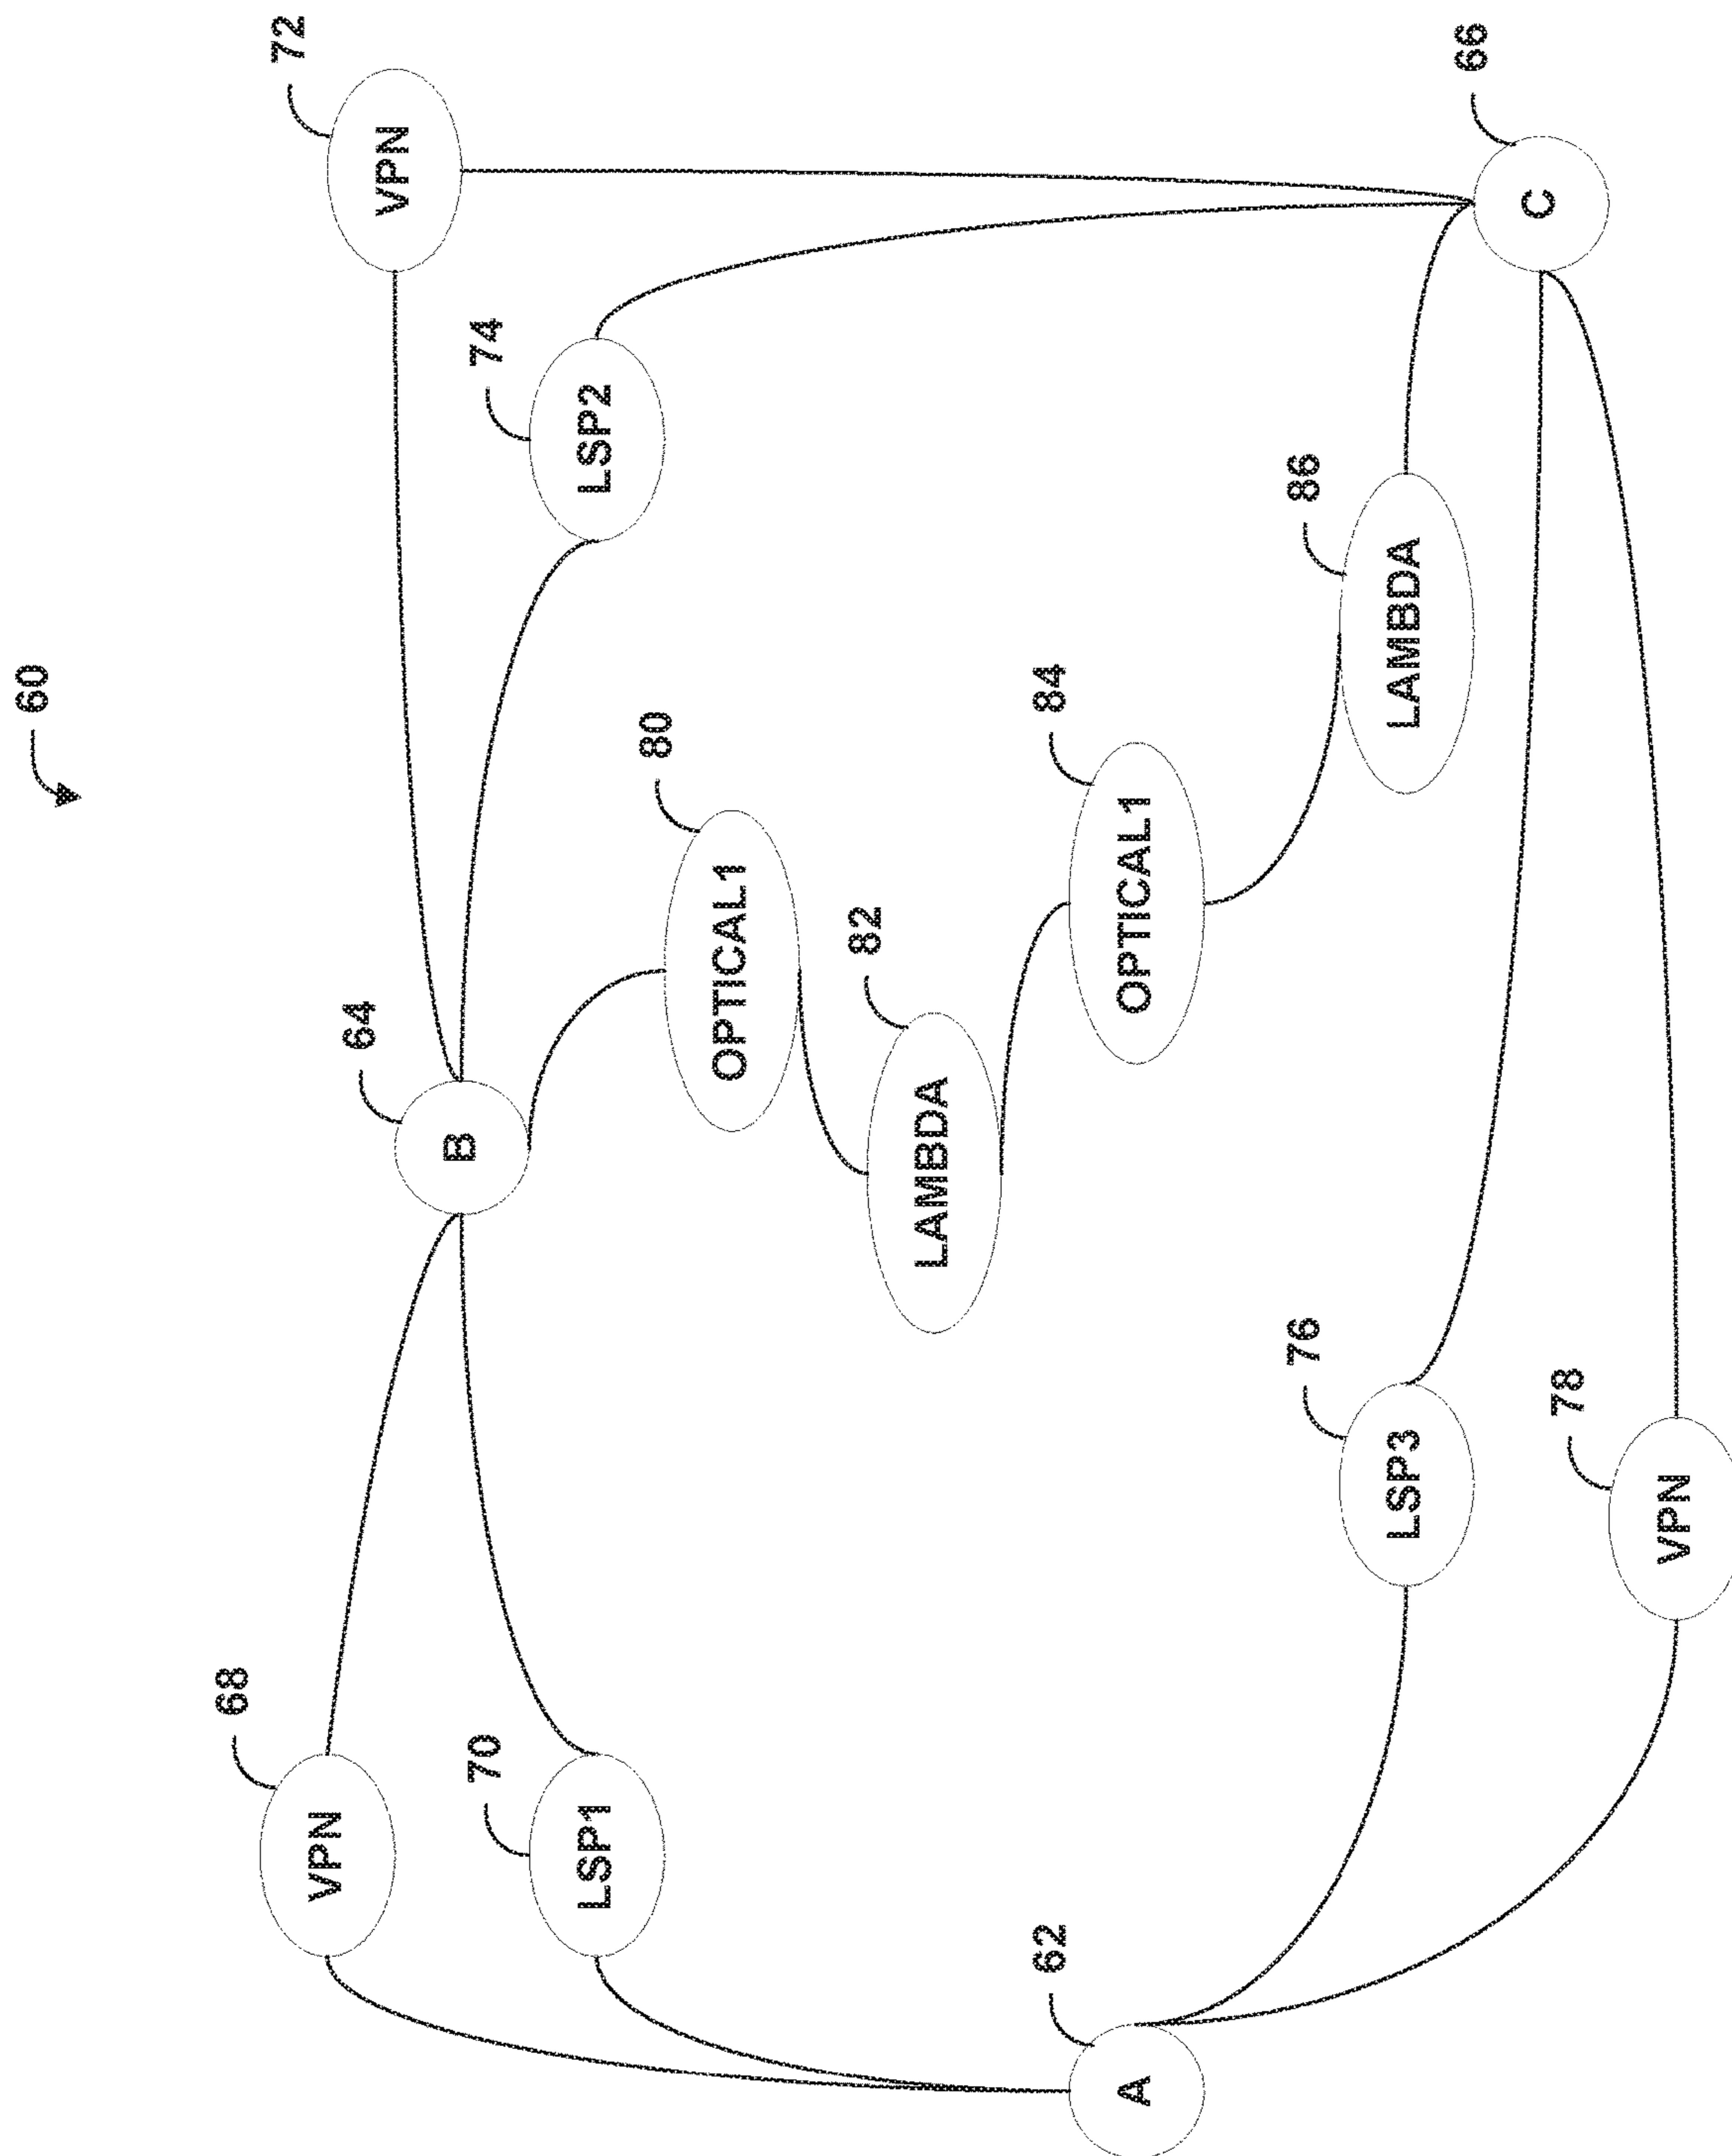 60
72
VPN
68
VPN
64
B
74
LSP2
70
LSP1
80
OPTICAL1
82
LAMBDA
62
A
84
OPTICAL1
76
LSP3
86
LAMBDA
66
C
78
VPN